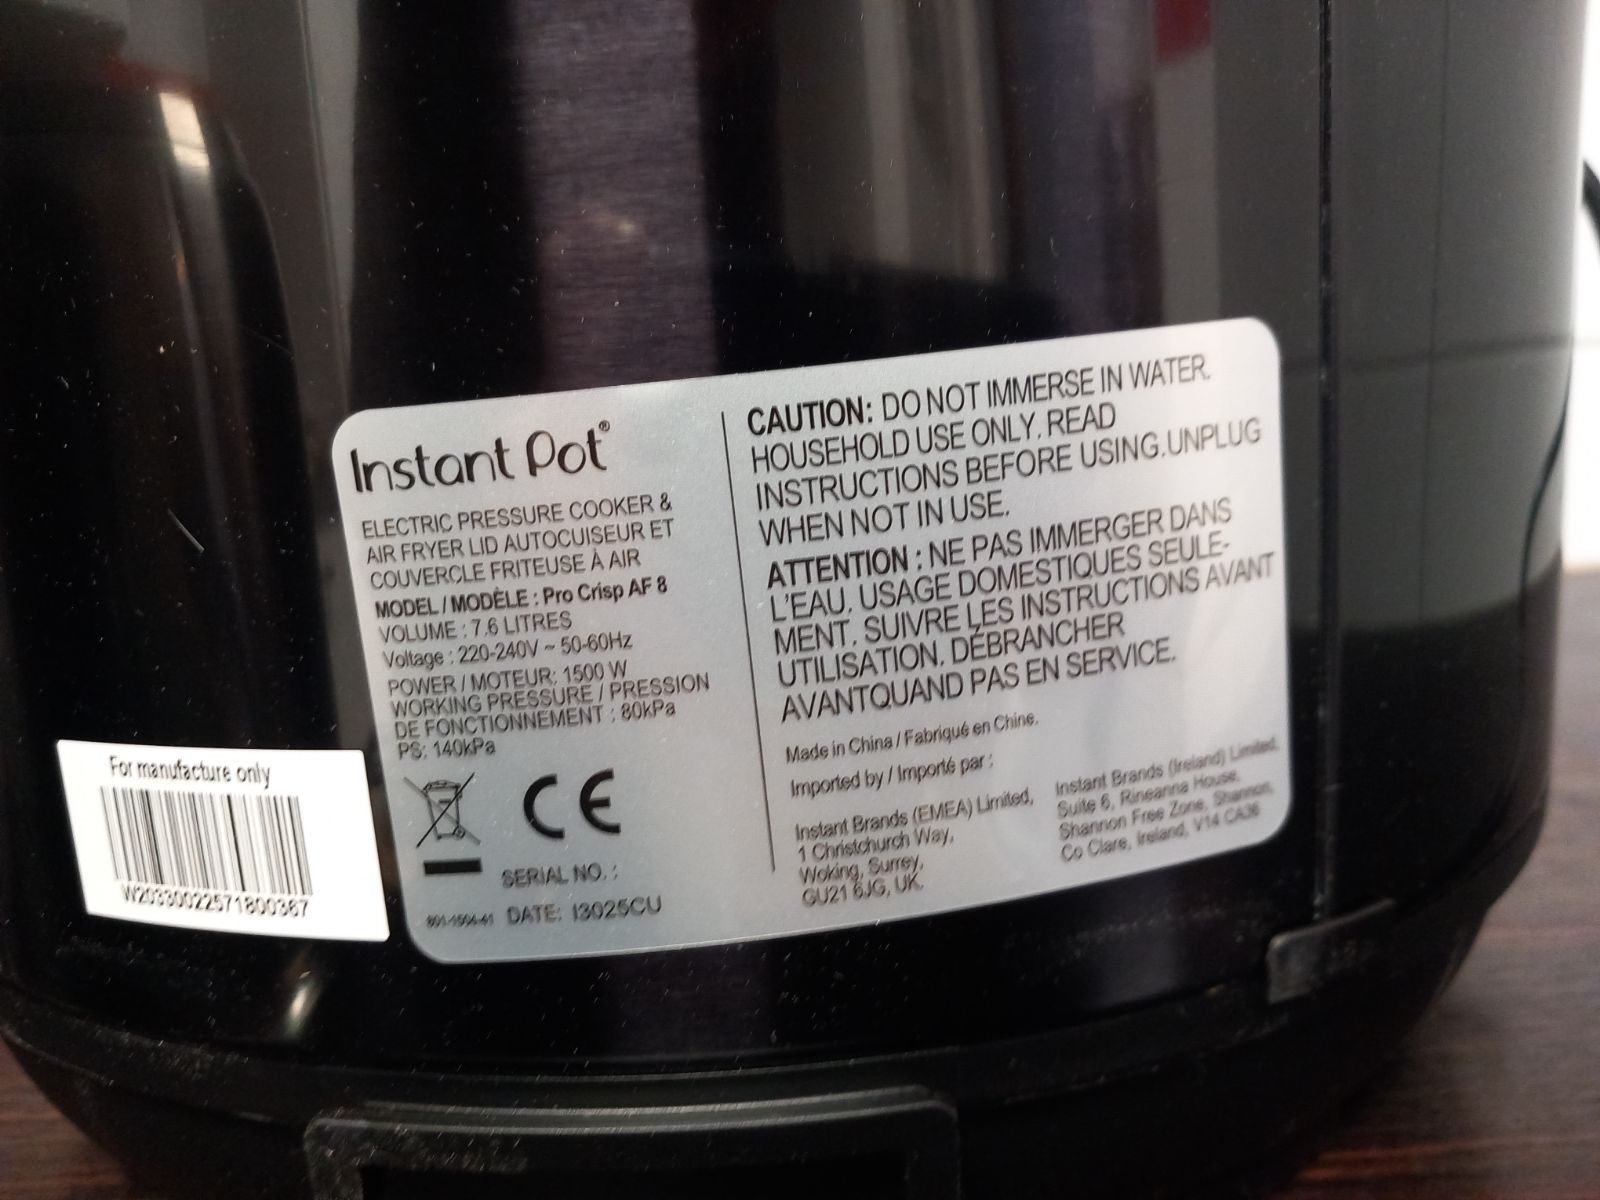 Instant Pot®
ELECTRIC PRESSURE COOKER &
AIR FRYER LID AUTOCUISEUR ET
COUVERCLE FRITEUSE À AIR
MODEL / MODÈLE : Pro Crisp AF 8
VOLUME : 7.6 LITRES
Voltage : 220-240V ~ 50-60Hz
POWER / MOTEUR: 1500 W
WORKING PRESSURE / PRESSION
DE FONCTIONNEMENT : 80kPa
PS: 140kPa
CE
SERIAL NO. :
801-1504-41 DATE: I3025CU
CAUTION: DO NOT IMMERSE IN WATER.
HOUSEHOLD USE ONLY. READ
INSTRUCTIONS BEFORE USING.UNPLUG
WHEN NOT IN USE.
ATTENTION : NE PAS IMMERGER DANS
L'EAU. USAGE DOMESTIQUES SEULE-
MENT. SUIVRE LES INSTRUCTIONS AVANT
UTILISATION. DÉBRANCHER
AVANTQUAND PAS EN SERVICE.
Made in China / Fabriqué en Chine.
Imported by / Importé par :
Instant Brands (EMEA) Limited,
1 Christchurch Way,
Woking, Surrey,
GU21 6JG, UK.
Instant Brands (Ireland) Limited,
Suite 6, Rineanna House,
Shannon Free Zone, Shannon,
Co Clare, Ireland, V14 CA36
For manufacture only
W20330022571800367